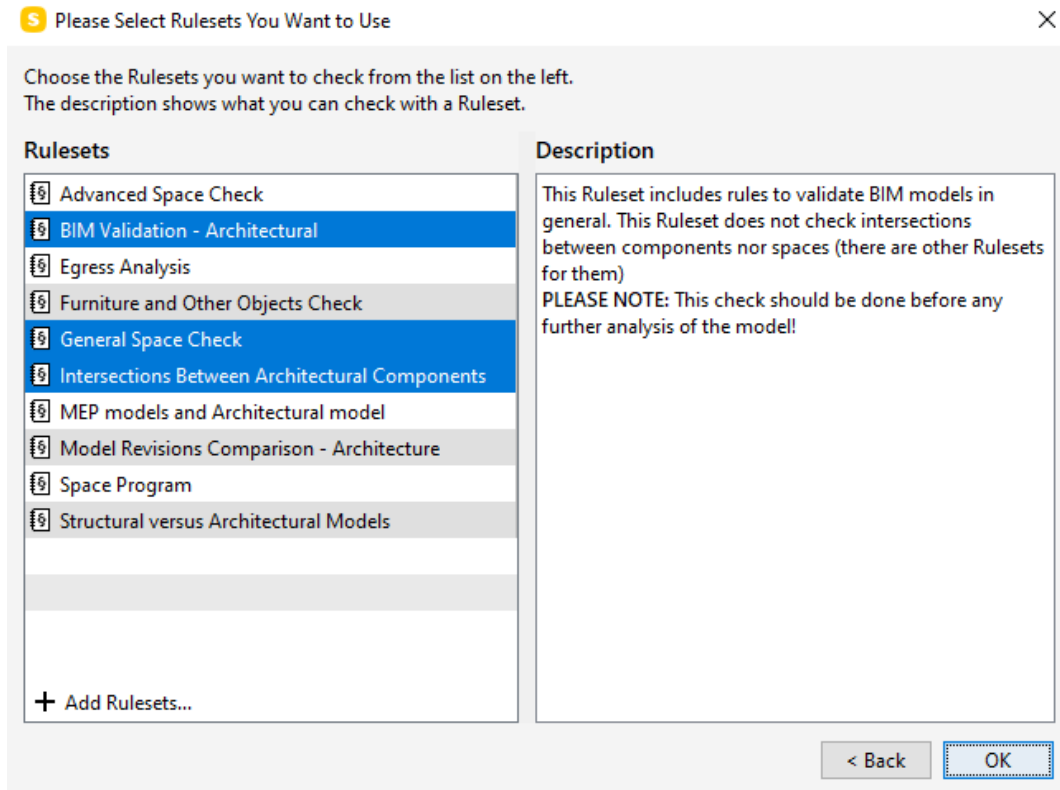 S Please Select Rulesets You Want to Use
Choose the Rulesets you want to check from the list on the left.
The description shows what you can check with a Ruleset.
Rulesets
§ Advanced Space Check
§ BIM Validation - Architectural
§ Egress Analysis
§ Furniture and Other Objects Check
§ General Space Check
§ Intersections Between Architectural Components
§ MEP models and Architectural model
§ Model Revisions Comparison - Architecture
§ Space Program
§ Structural versus Architectural Models
+ Add Rulesets...
Description
This Ruleset includes rules to validate BIM models in
general. This Ruleset does not check intersections
between components nor spaces (there are other Rulesets
for them)
PLEASE NOTE: This check should be done before any
further analysis of the model!
< Back
OK